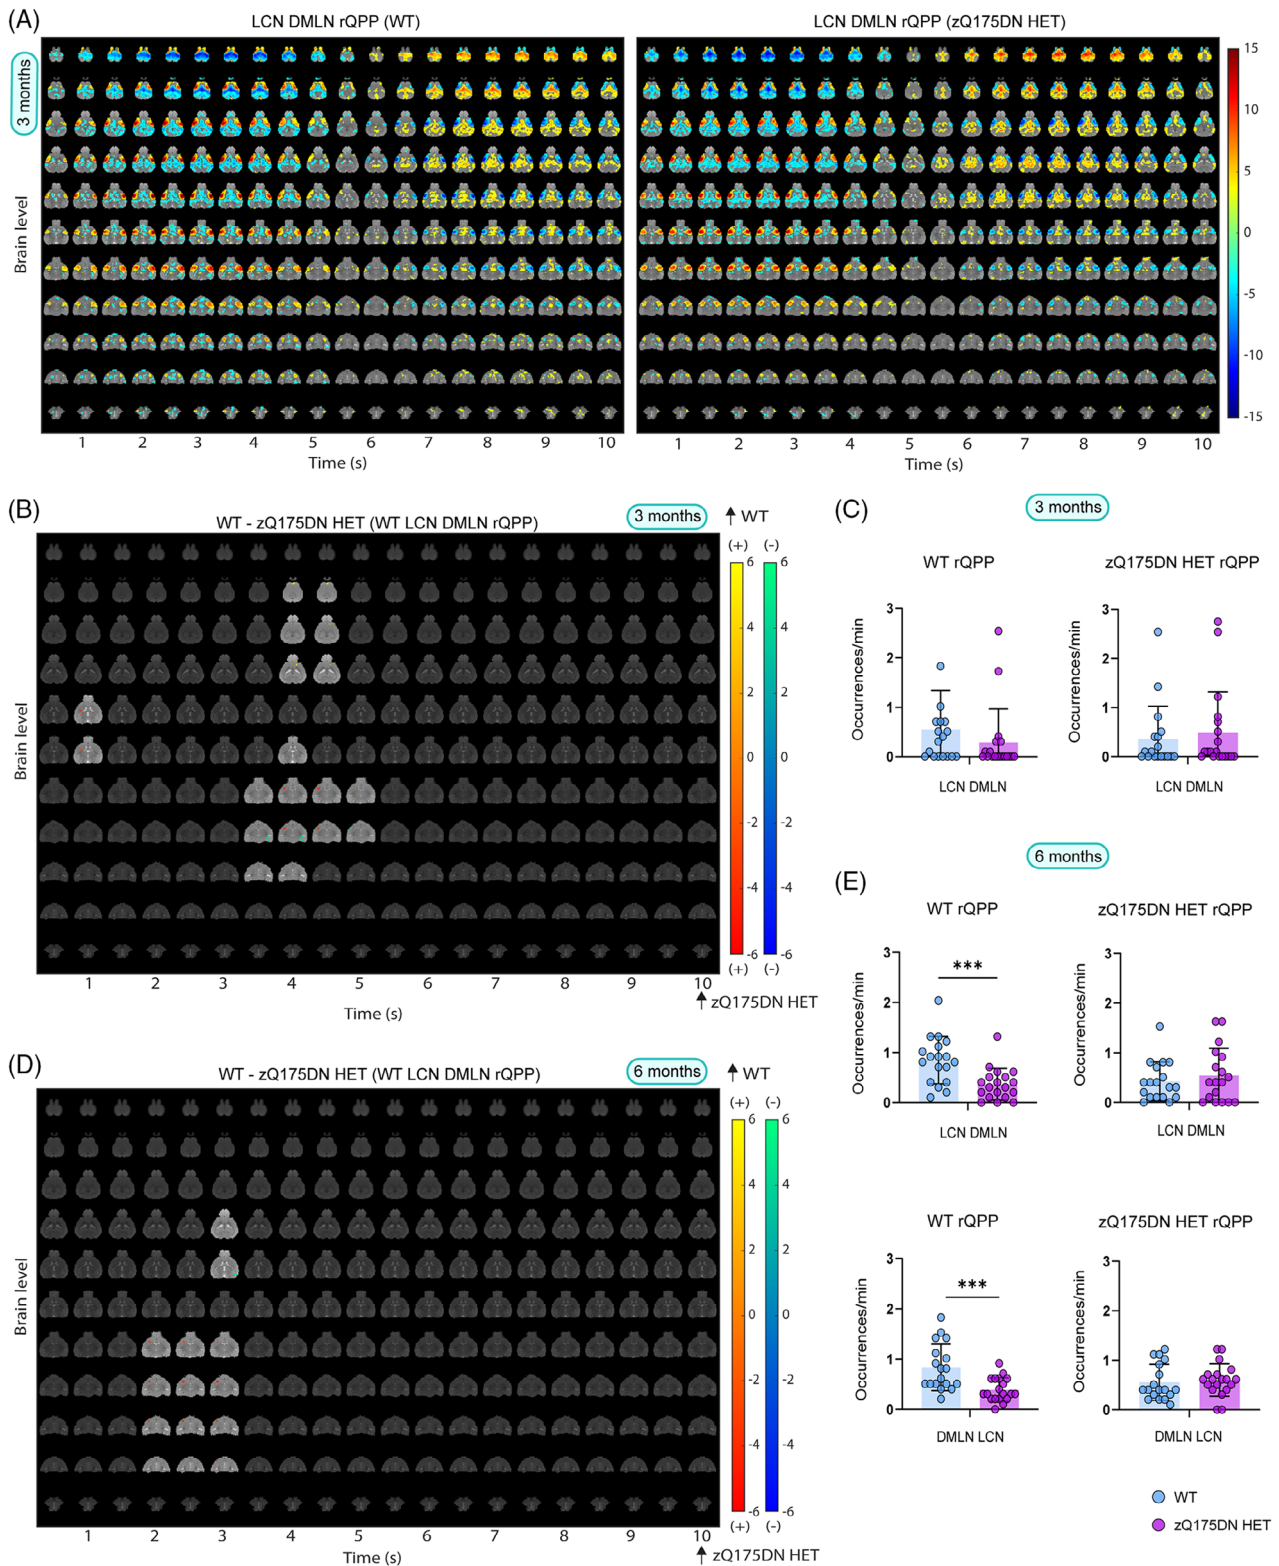 (A)
LCN DMLN rQPP (WT)
LCN DMLN rQPP (zQ175DN HET)
3 months
Brain level
15
10
5
0
-5
-10
-15
1 2 3 4 5 6 7 8 9 10
Time (s)
1 2 3 4 5 6 7 8 9 10
Time (s)
(B)
WT - zQ175DN HET (WT LCN DMLN rQPP)
3 months
↑ WT
(+) (-)
6 6
4 4
2 2
0 0
-2 -2
-4 -4
-6 -6
(+) (-)
Brain level
1 2 3 4 5 6 7 8 9 10
↑ zQ175DN HET
Time (s)
(C)
3 months
WT rQPP
Occurrences/min
3
2
1
0
LCN DMLN
zQ175DN HET rQPP
Occurrences/min
3
2
1
0
LCN DMLN
(D)
WT - zQ175DN HET (WT LCN DMLN rQPP)
6 months
↑ WT
(+) (-)
6 6
4 4
2 2
0 0
-2 -2
-4 -4
-6 -6
(+) (-)
Brain level
1 2 3 4 5 6 7 8 9 10
Time (s)
↑ zQ175DN HET
6 months
(E)
WT rQPP
Occurrences/min
3
2
1
0
***
LCN DMLN
zQ175DN HET rQPP
Occurrences/min
3
2
1
0
LCN DMLN
WT rQPP
Occurrences/min
3
2
1
0
***
DMLN LCN
zQ175DN HET rQPP
Occurrences/min
3
2
1
0
DMLN LCN
WT
zQ175DN HET